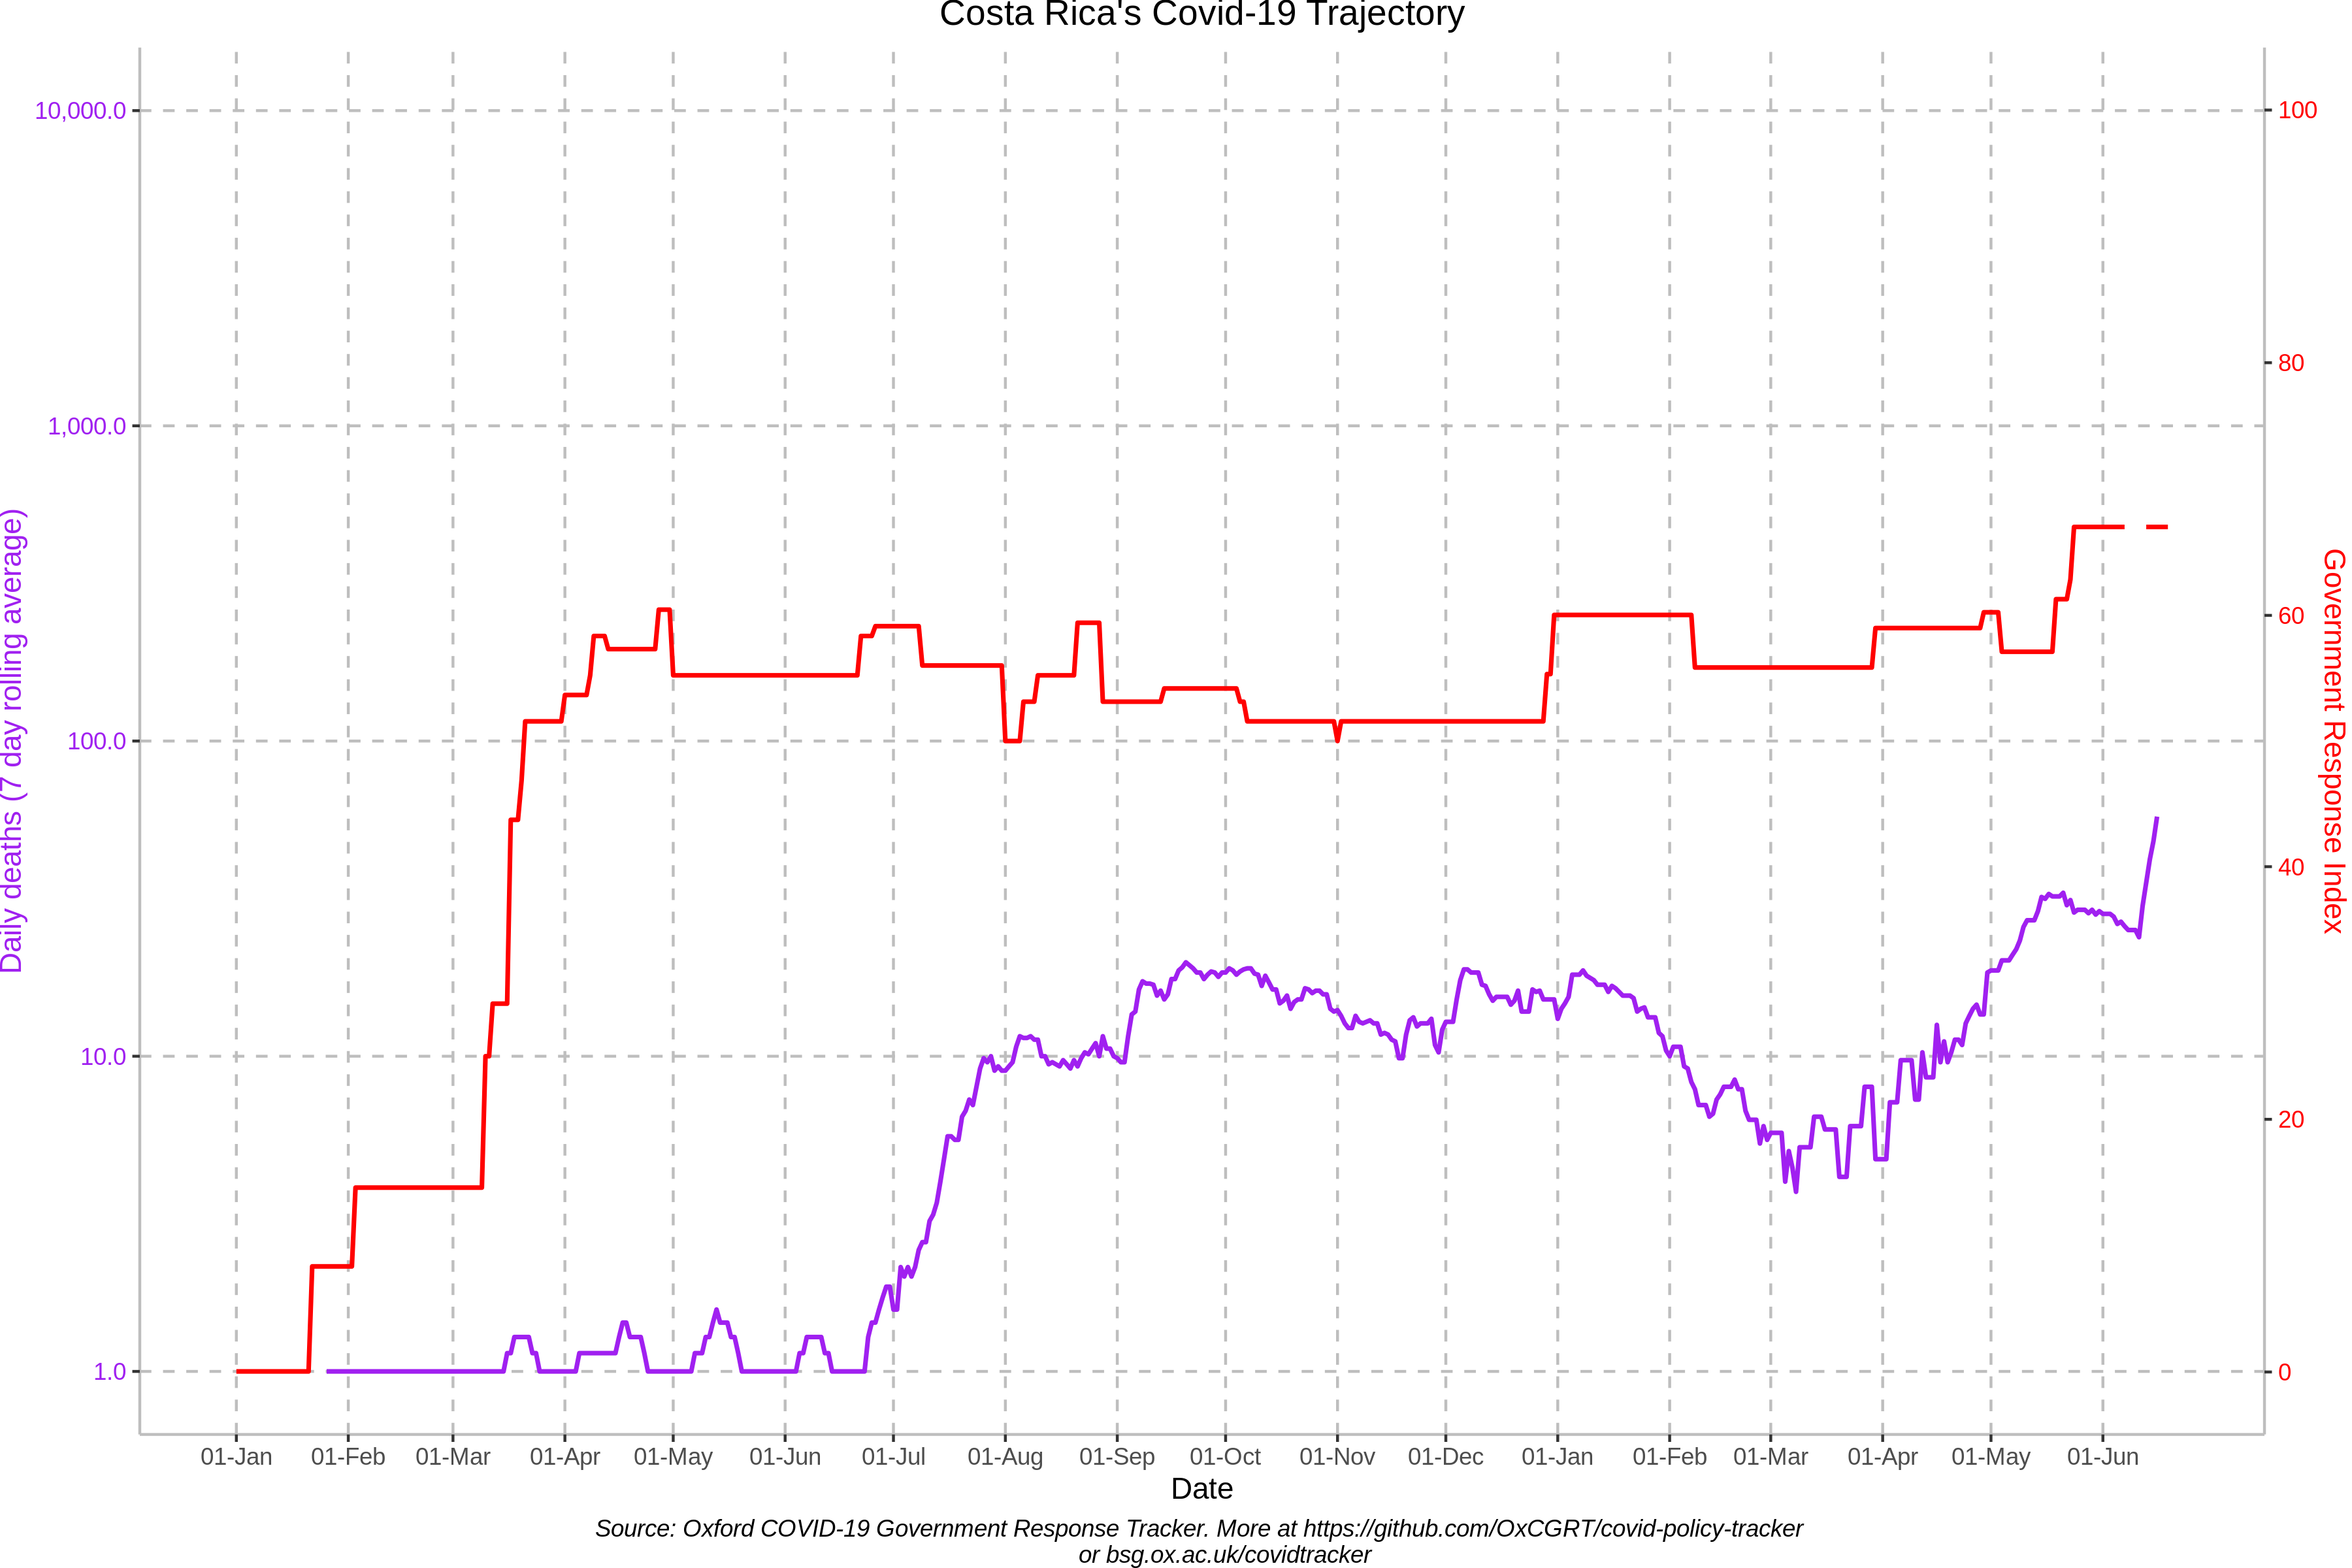 Costa Rica's Covid-19 Trajectory
10,000.0
1,000.0
100.0
10.0
1.0
Daily deaths (7 day rolling average)
100
80
60
40
20
0
Government Response Index
01-Jan 01-Feb 01-Mar 01-Apr 01-May 01-Jun 01-Jul 01-Aug 01-Sep 01-Oct 01-Nov 01-Dec 01-Jan 01-Feb 01-Mar 01-Apr 01-May 01-Jun
Date
Source: Oxford COVID-19 Government Response Tracker. More at https://github.com/OxCGRT/covid-policy-tracker
or bsg.ox.ac.uk/covidtracker